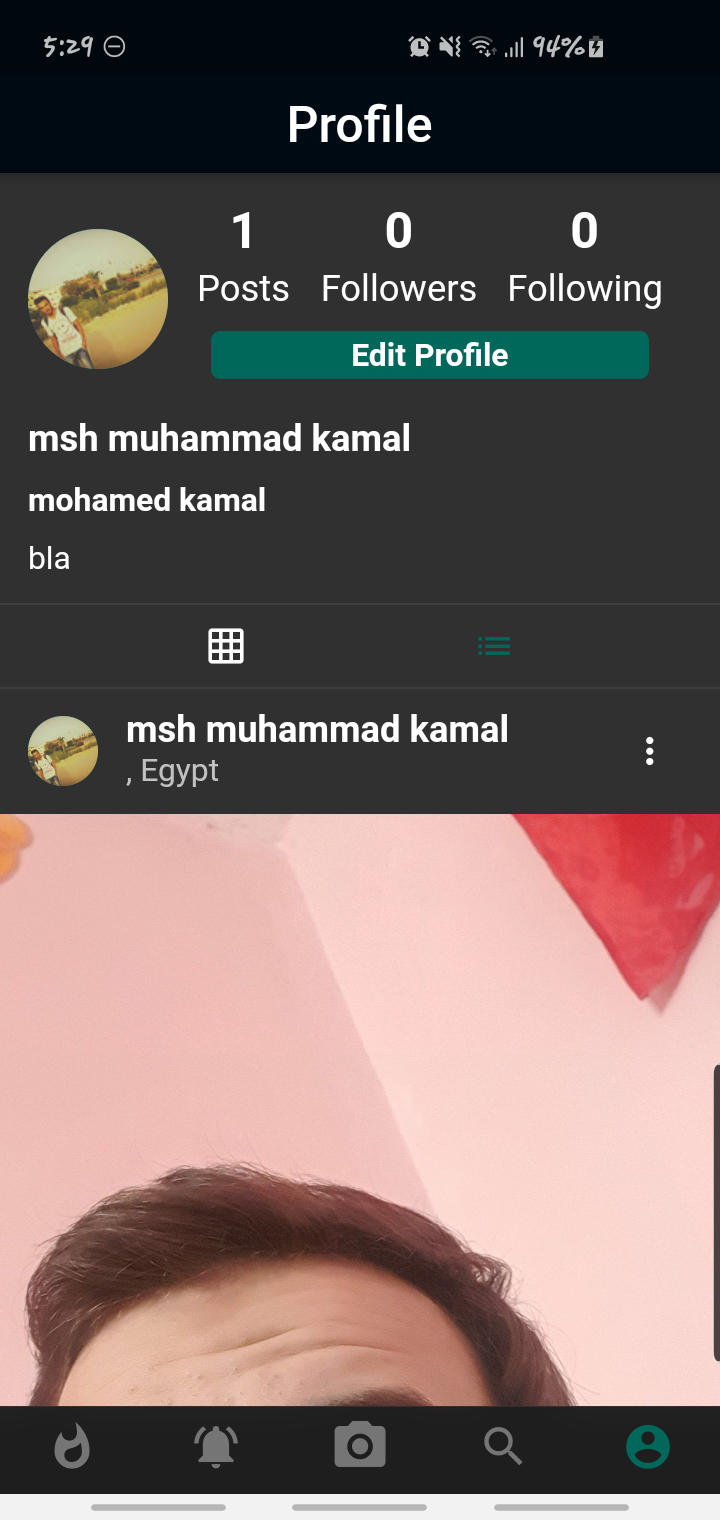 5:29 94%
Profile
1 0 0
Posts Followers Following
Edit Profile
msh muhammad kamal
mohamed kamal
bla
msh muhammad kamal
, Egypt